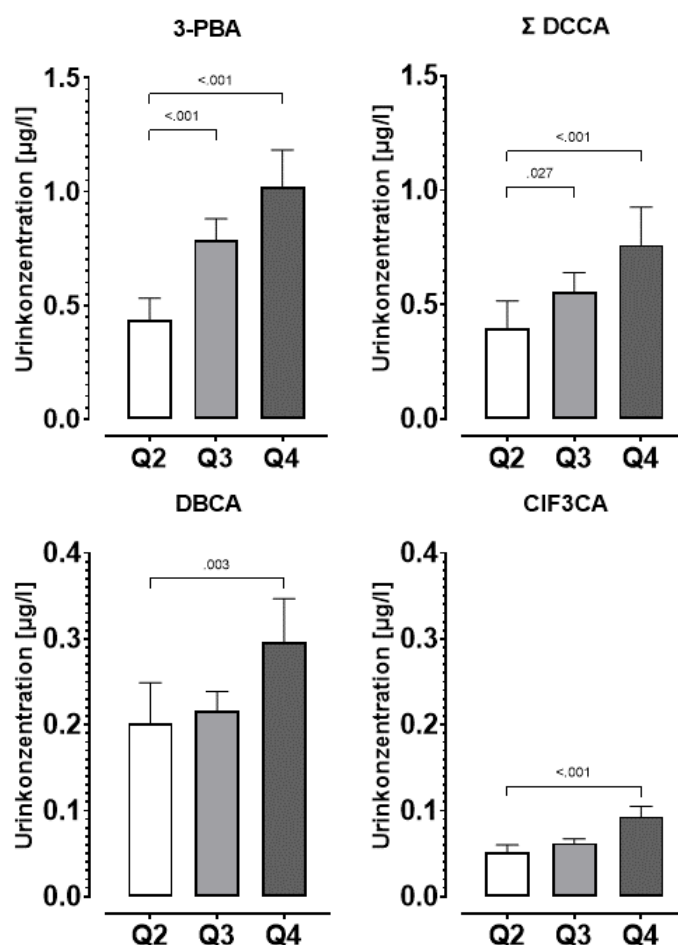 3-PBA
Urinkonzentration [µg/l]
1.5
1.0
0.5
0.0
<.001
<.001
Q2 Q3 Q4
Σ DCCA
Urinkonzentration [µg/l]
1.5
1.0
0.5
0.0
<.001
.027
Q2 Q3 Q4
DBCA
Urinkonzentration [µg/l]
0.4
0.3
0.2
0.1
0.0
.003
Q2 Q3 Q4
ClF3CA
Urinkonzentration [µg/l]
0.4
0.3
0.2
0.1
0.0
<.001
Q2 Q3 Q4